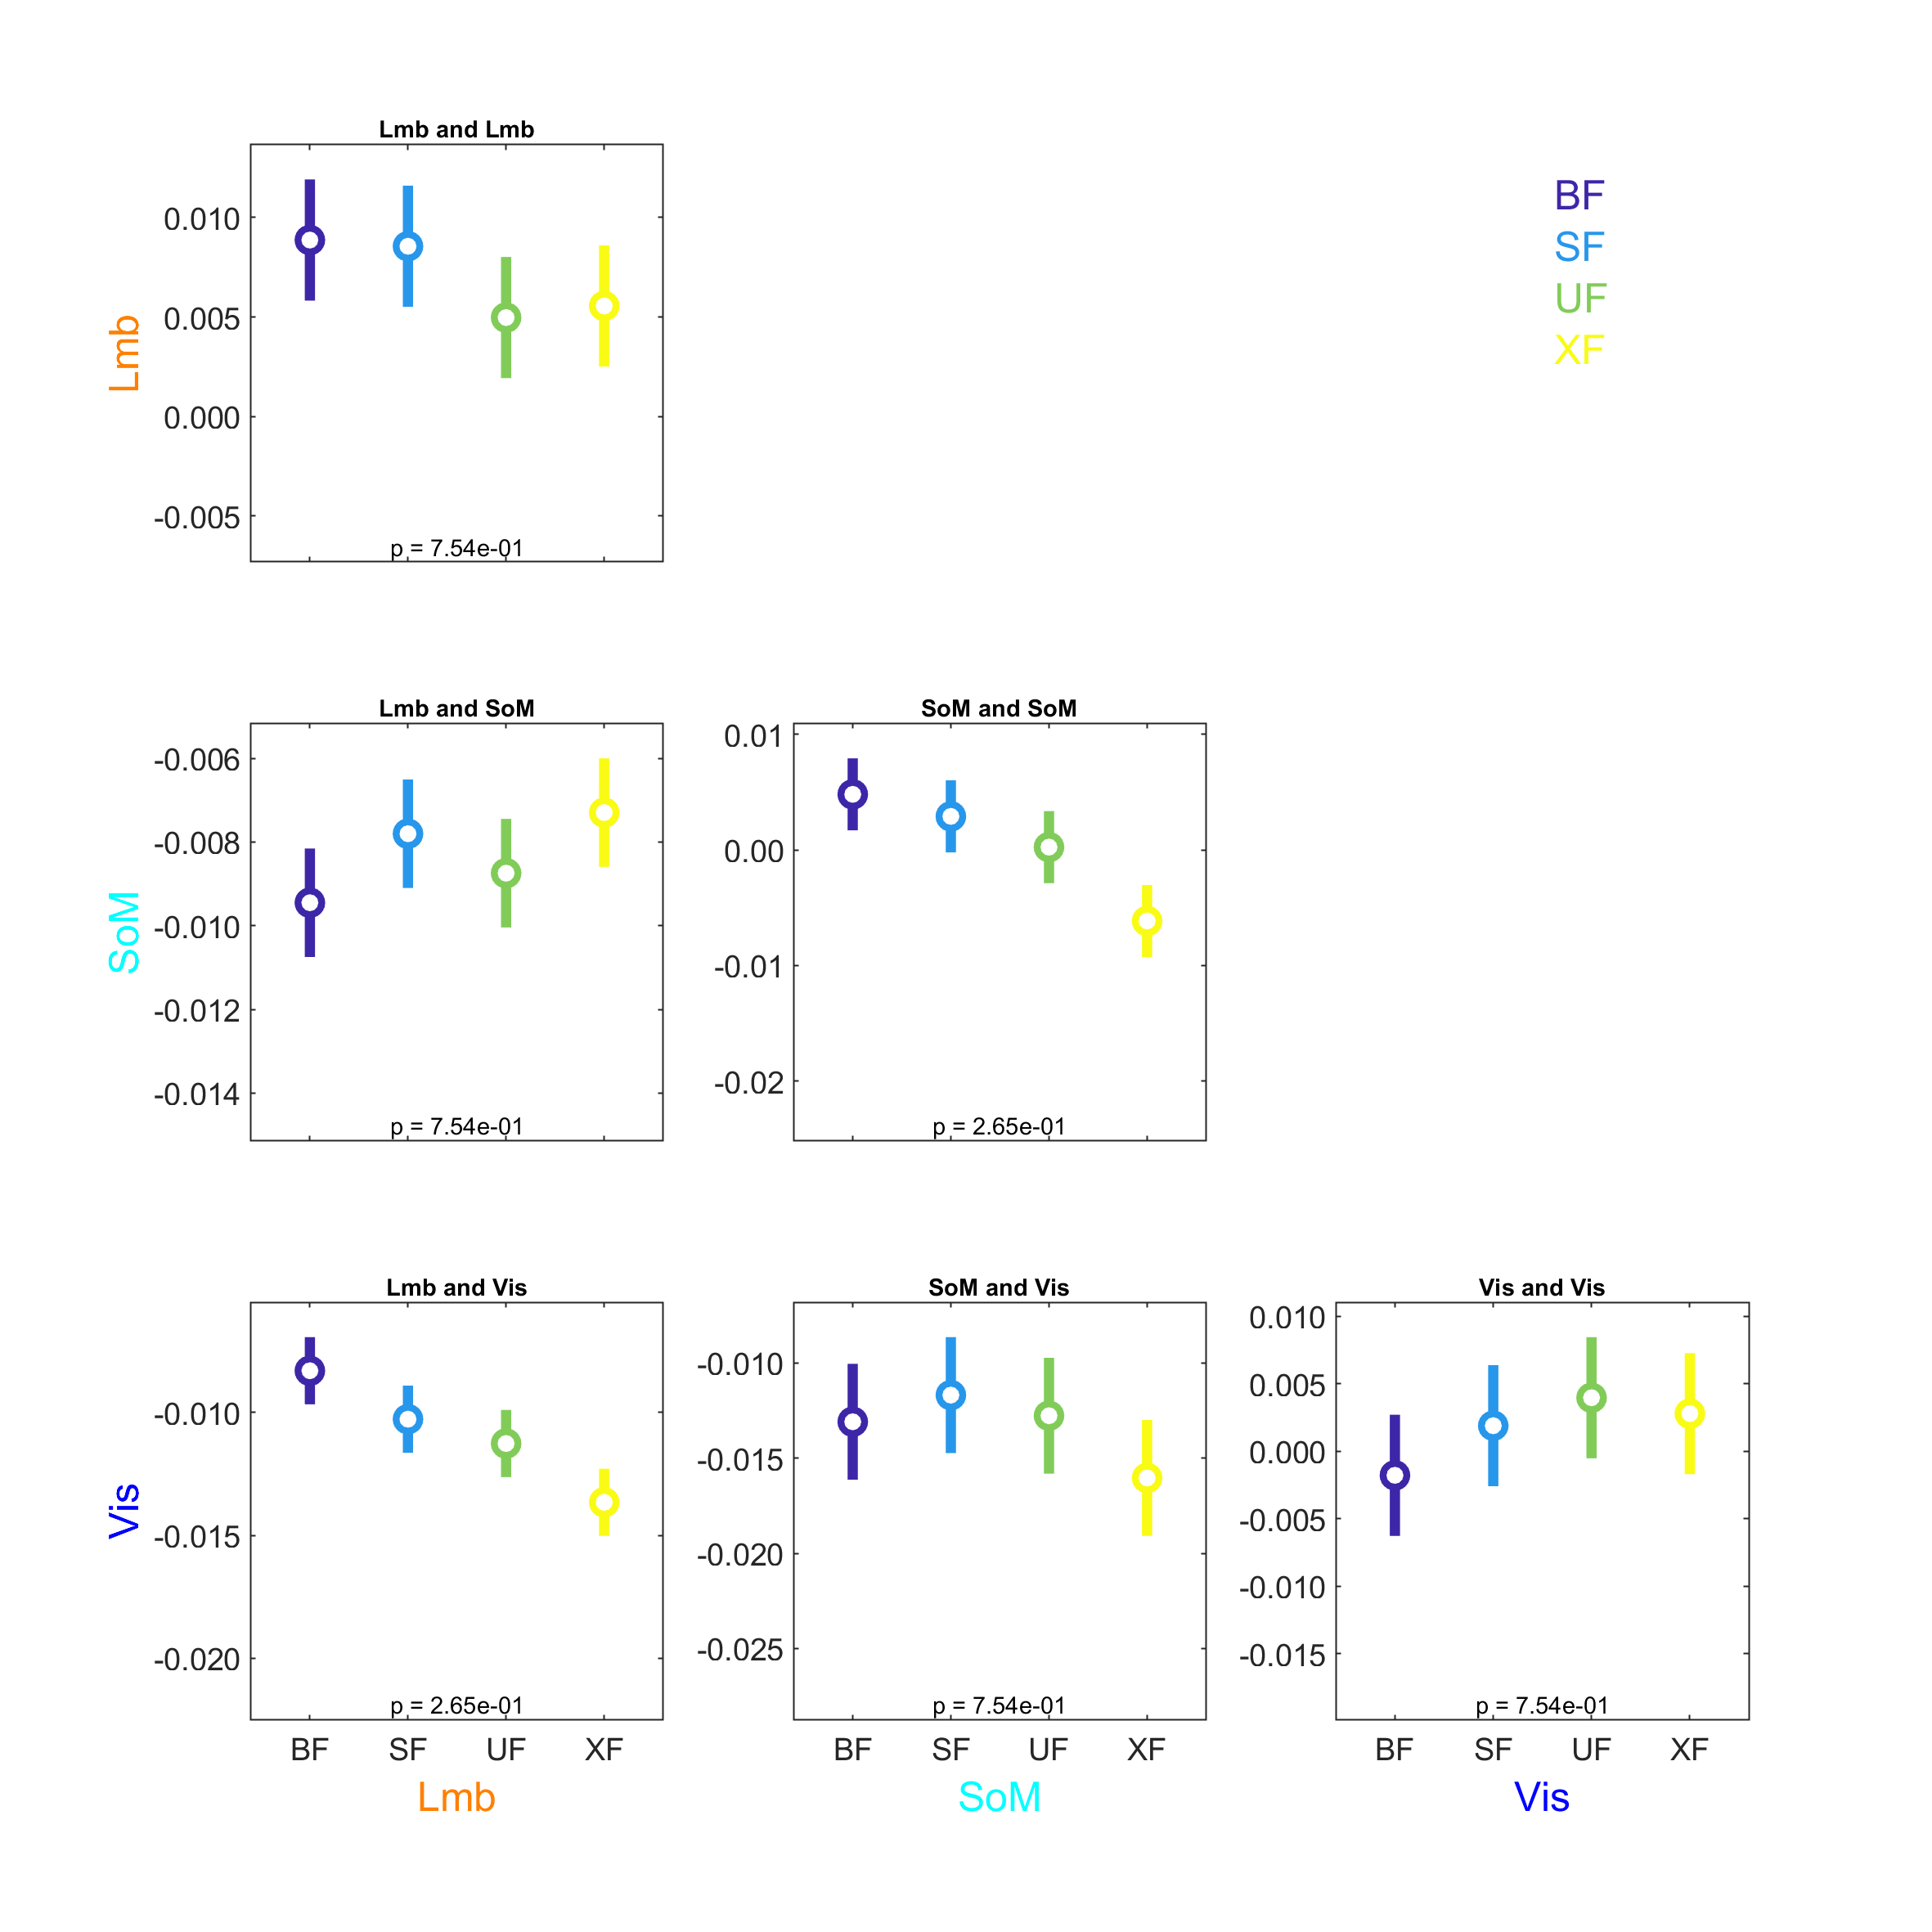 Lmb and Lmb
BF
SF
UF
XF
0.010
0.005
0.000
-0.005
Lmb
p = 7.54e-01
Lmb and SoM
-0.006
-0.008
-0.010
-0.012
-0.014
SoM
p = 7.54e-01
SoM and SoM
0.01
0.00
-0.01
-0.02
p = 2.65e-01
Lmb and Vis
-0.010
-0.015
-0.020
Vis
p = 2.65e-01
BF SF UF XF
Lmb
SoM and Vis
-0.010
-0.015
-0.020
-0.025
p = 7.54e-01
BF SF UF XF
SoM
Vis and Vis
0.010
0.005
0.000
-0.005
-0.010
-0.015
p = 7.54e-01
BF SF UF XF
Vis